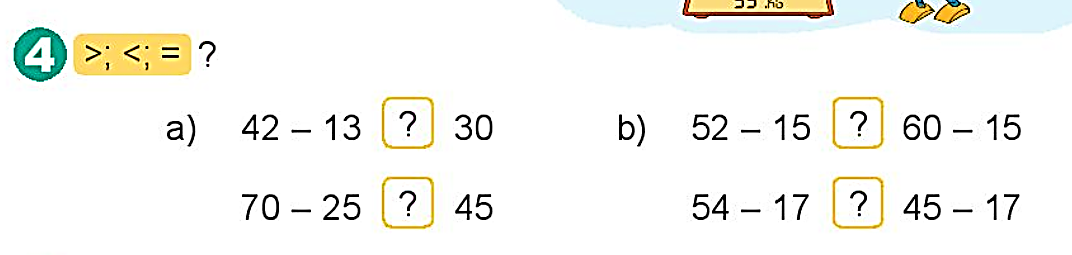 4 >; <; = ?
a) 42 – 13 ? 30 b) 52 – 15 ? 60 – 15
70 – 25 ? 45 54 – 17 ? 45 – 17